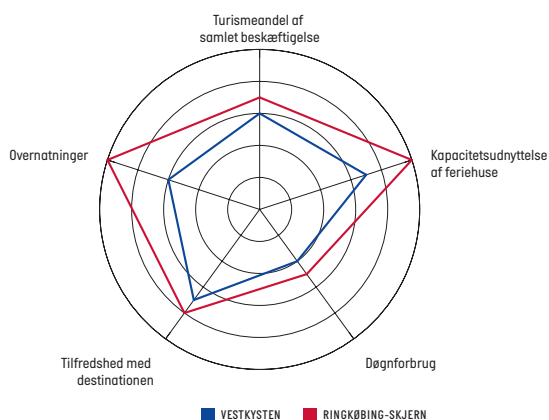 Turismeandel af
samlet beskæftigelse
Overnatninger
Kapacitetsudnyttelse
af feriehuse
Tilfredshed med
destinationen
Døgnforbrug
VESTKYSTEN
RINGKØBING-SKJERN